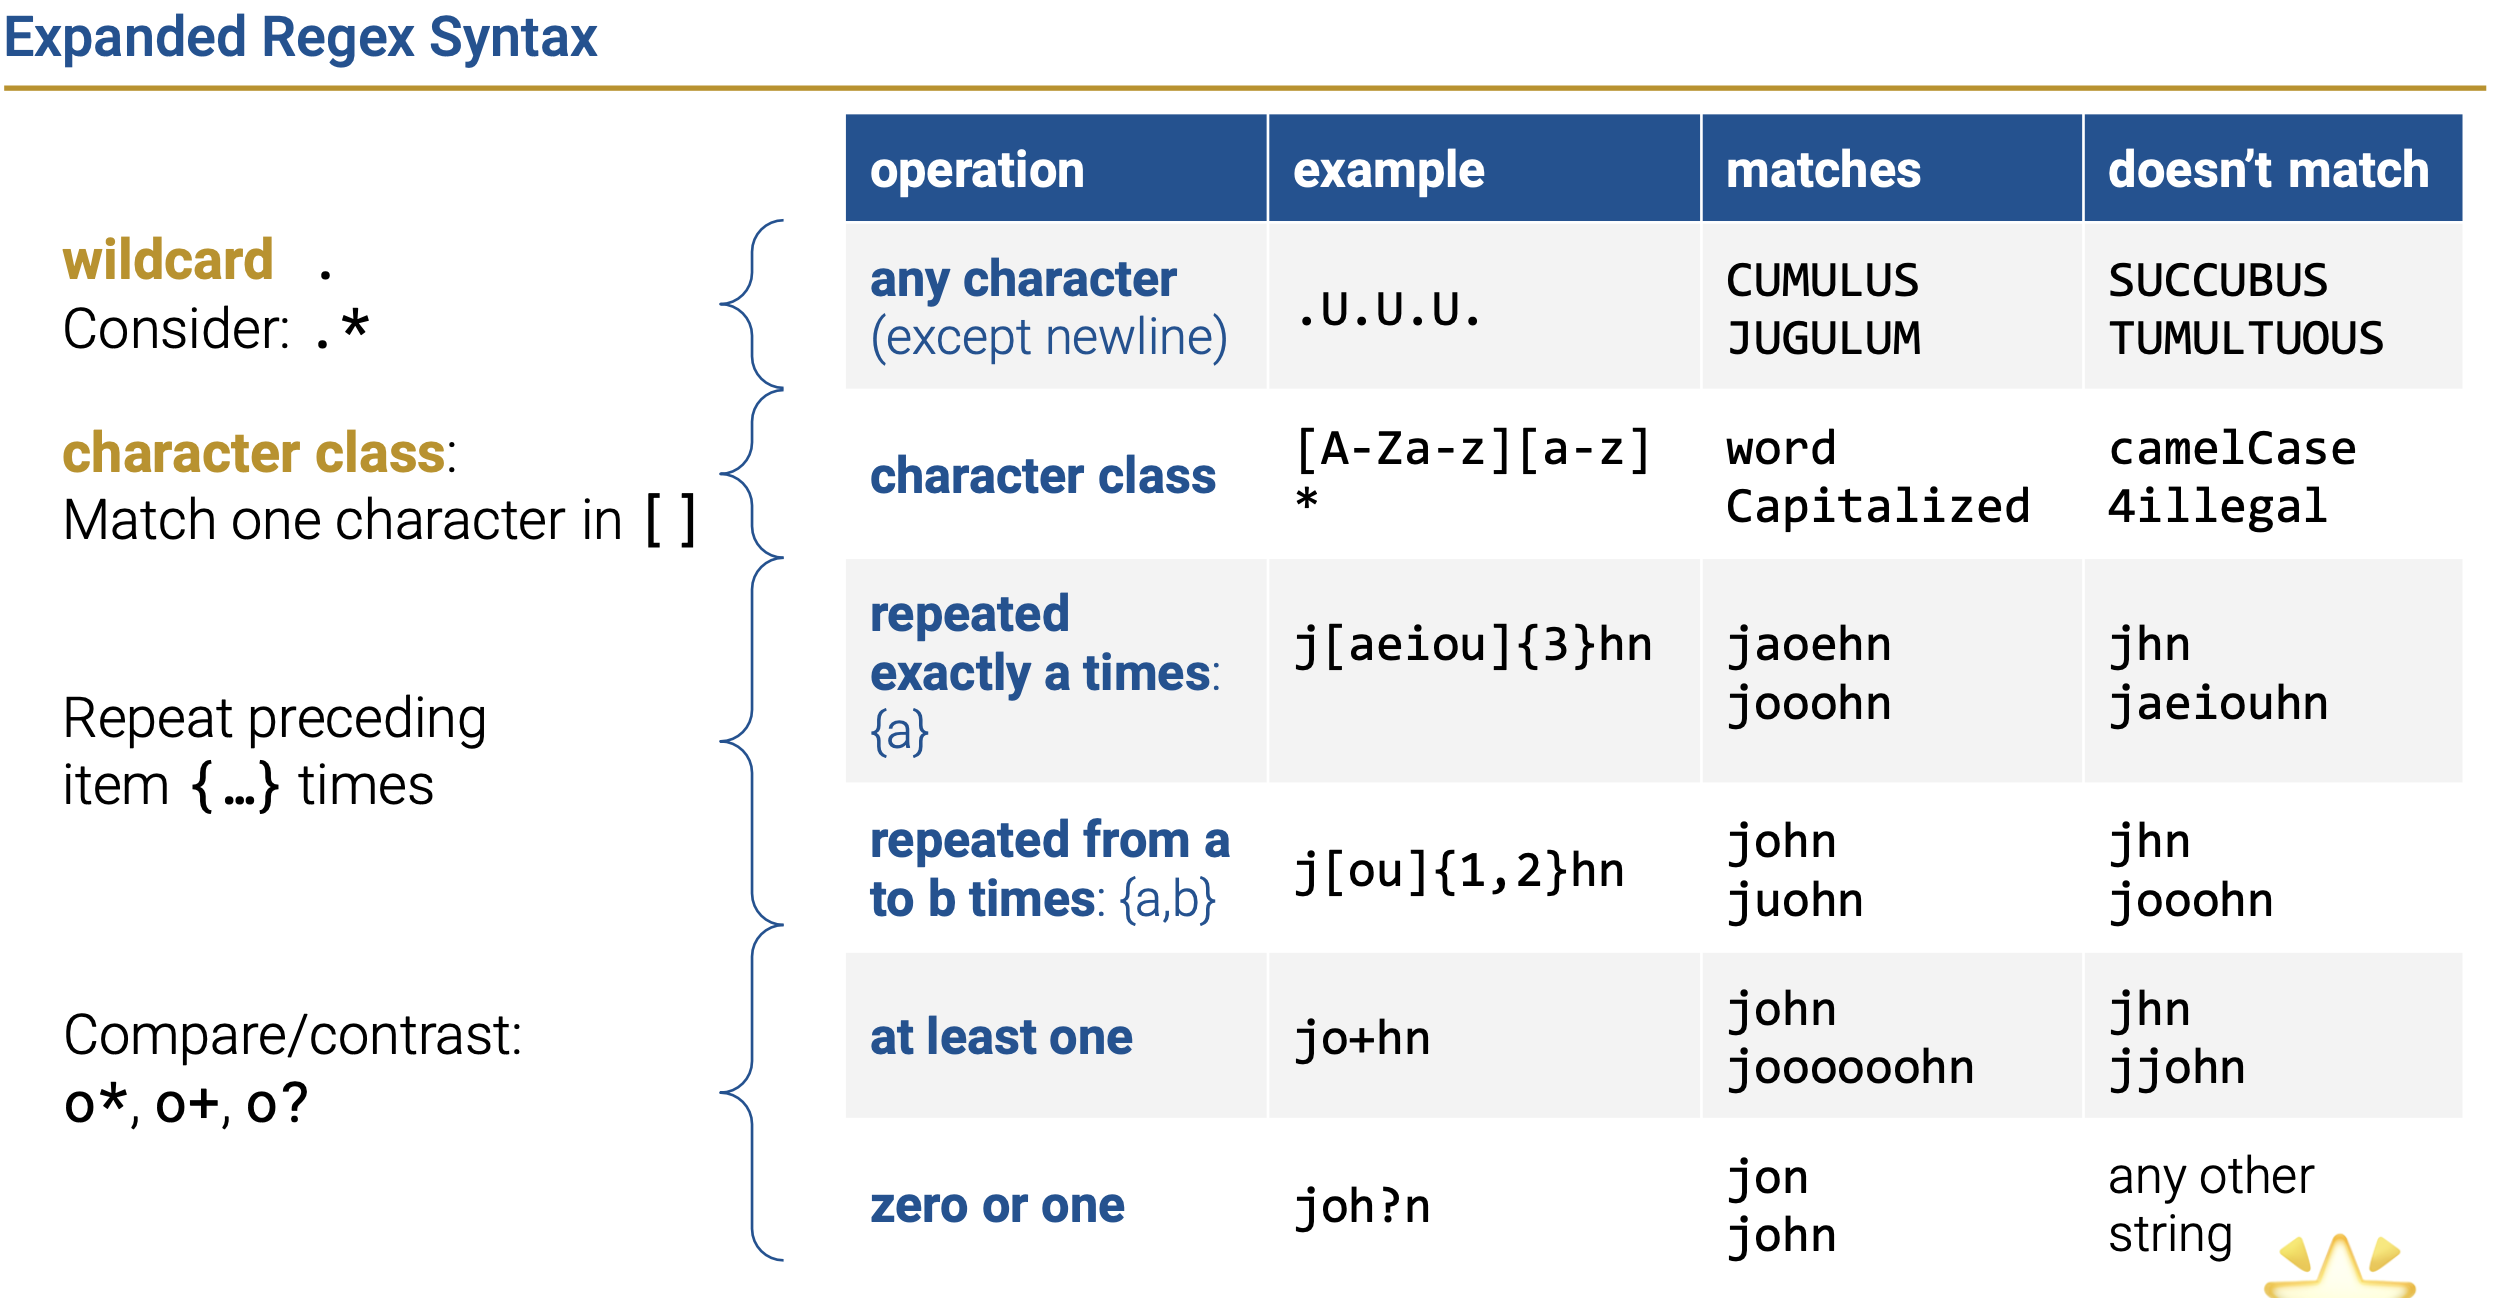 Expanded Regex Syntax
wildcard .
Consider: .*
character class:
Match one character in []
Repeat preceding
item {…} times
Compare/contrast:
o*, o+, o?
operation example matches doesn't match
any character
(except newline)
.U.U.U.
CUMULUS
JUGULUM
SUCCUBUS
TUMULTUOUS
character class
[A-Za-z][a-z]
*
word
Capitalized
camelCase
4illegal
repeated
exactly a times:
{a}
j[aeiou]{3}hn
jaoehn
jooohn
jhn
jaeiouhn
repeated from a
to b times: {a,b}
j[ou]{1,2}hn
john
juohn
jhn
jooohn
at least one
jo+hn
john
joooooohn
jhn
jjohn
zero or one
joh?n
jon
john
any other
string